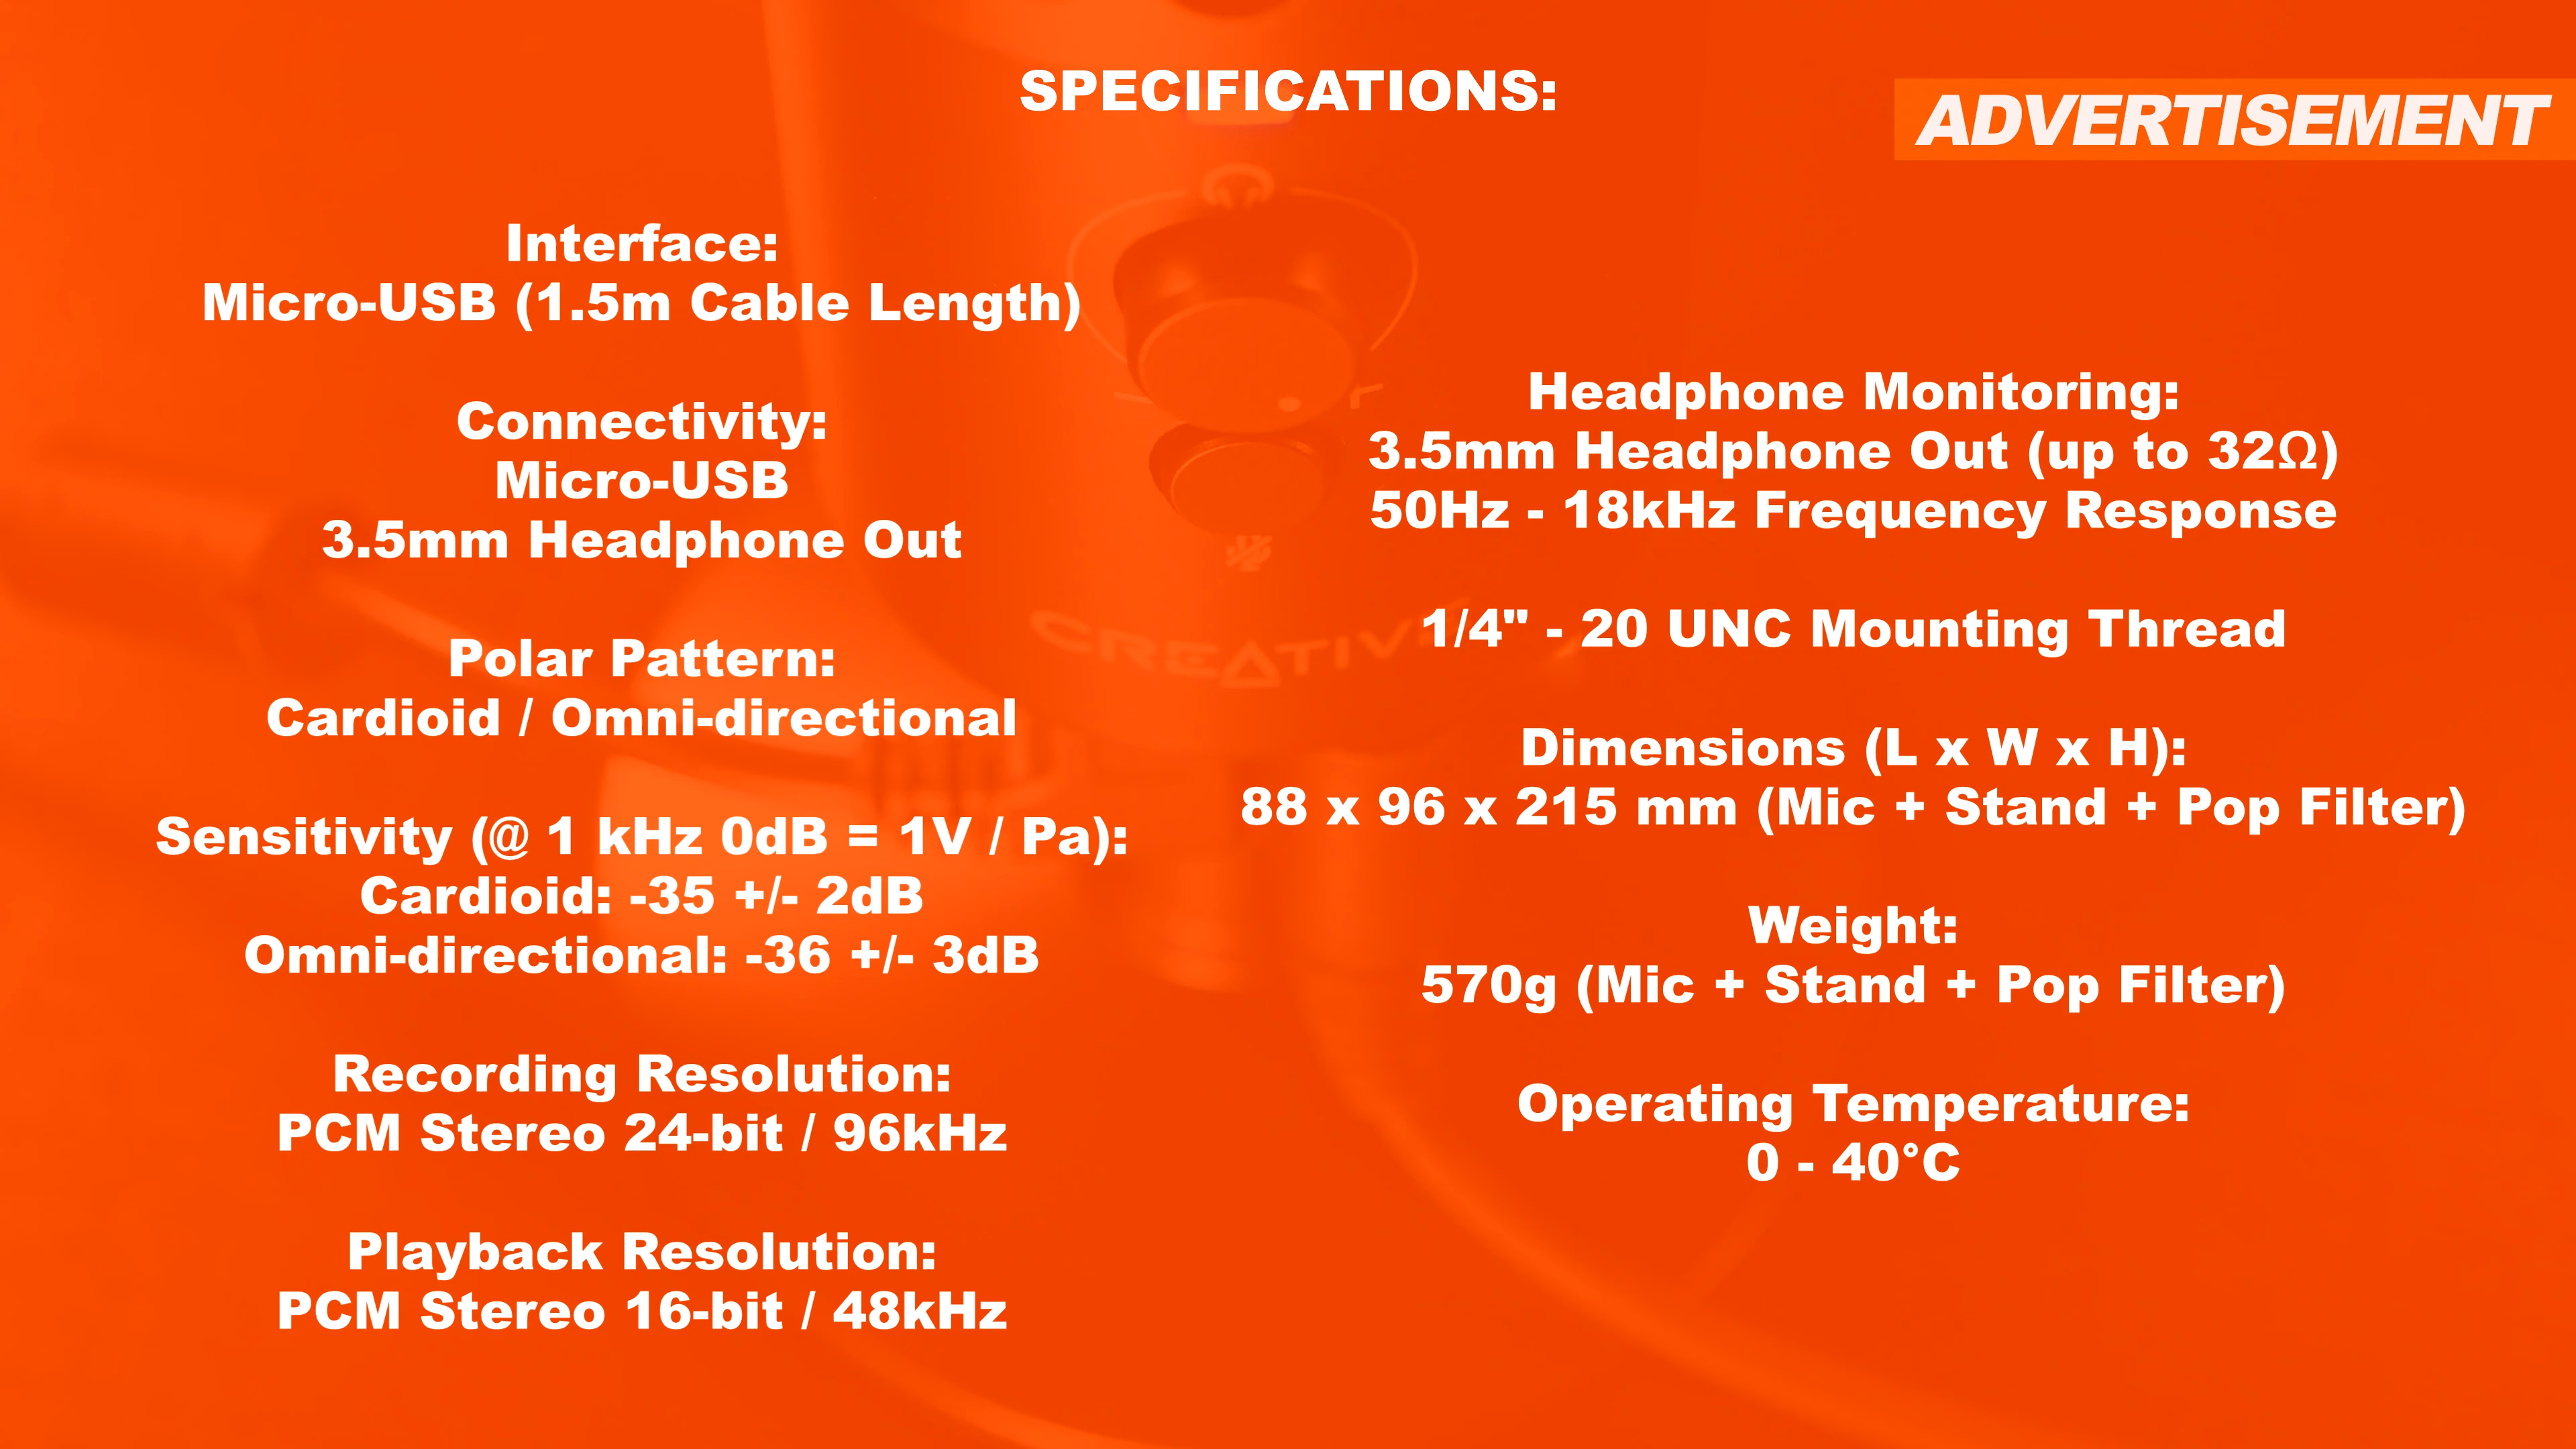 SPECIFICATIONS:
ADVERTISEMENT
Interface:
Micro-USB (1.5m Cable Length)
Connectivity:
Micro-USB
3.5mm Headphone Out
Polar Pattern:
Cardioid / Omni-directional
Sensitivity (@ 1 kHz 0dB = 1V / Pa):
Cardioid: -35 +/- 2dB
Omni-directional: -36 +/- 3dB
Recording Resolution:
PCM Stereo 24-bit / 96kHz
Playback Resolution:
PCM Stereo 16-bit / 48kHz
Headphone Monitoring:
3.5mm Headphone Out (up to 32Ω)
50Hz - 18kHz Frequency Response
1/4" - 20 UNC Mounting Thread
Dimensions (L x W x H):
88 x 96 x 215 mm (Mic + Stand + Pop Filter)
Weight:
570g (Mic + Stand + Pop Filter)
Operating Temperature:
0 - 40°C
CREATIVE